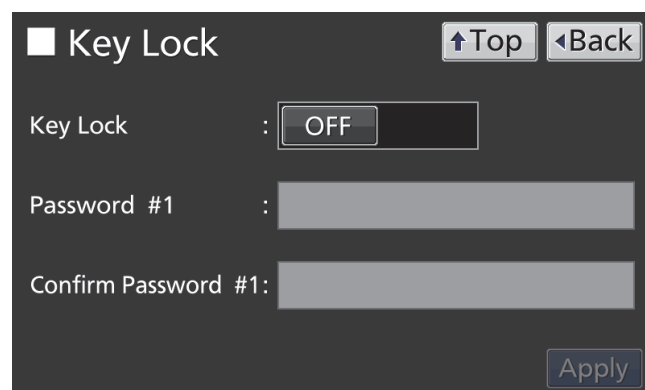 ■ Key Lock
↑Top
◂Back
Key Lock : OFF
Password #1 :
Confirm Password #1:
Apply